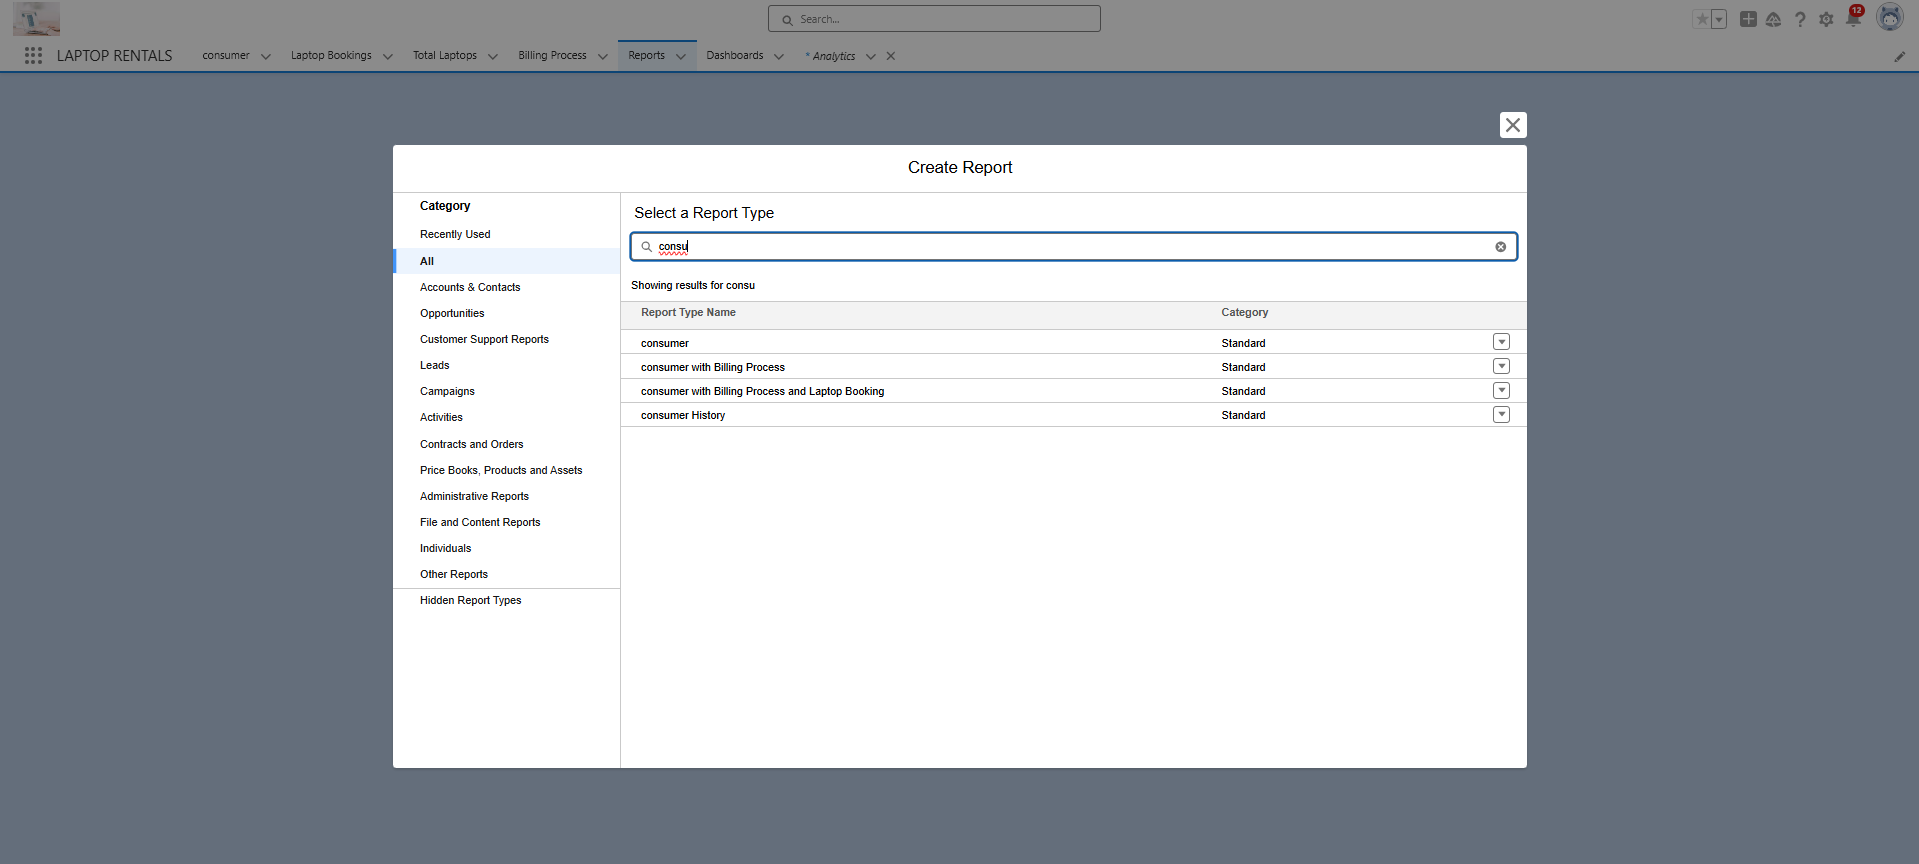 Search...
12
LAPTOP RENTALS
consumer
Laptop Bookings
Total Laptops
Billing Process
Reports
Dashboards
* Analytics
Create Report
Category
Recently Used
All
Accounts & Contacts
Opportunities
Customer Support Reports
Leads
Campaigns
Activities
Contracts and Orders
Price Books, Products and Assets
Administrative Reports
File and Content Reports
Individuals
Other Reports
Hidden Report Types
Select a Report Type
consu
Showing results for consu
Report Type Name Category
consumer Standard
consumer with Billing Process Standard
consumer with Billing Process and Laptop Booking Standard
consumer History Standard